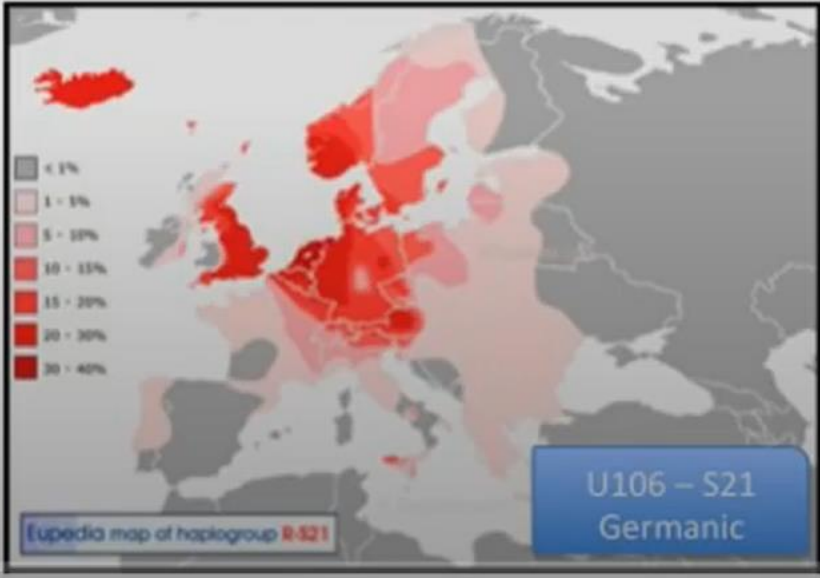 < 1%
1 - 5%
5 - 10%
10 - 15%
15 - 20%
20 - 30%
30 - 40%
U106 – S21
Germanic
Eupedia map of haplogroup R-S21